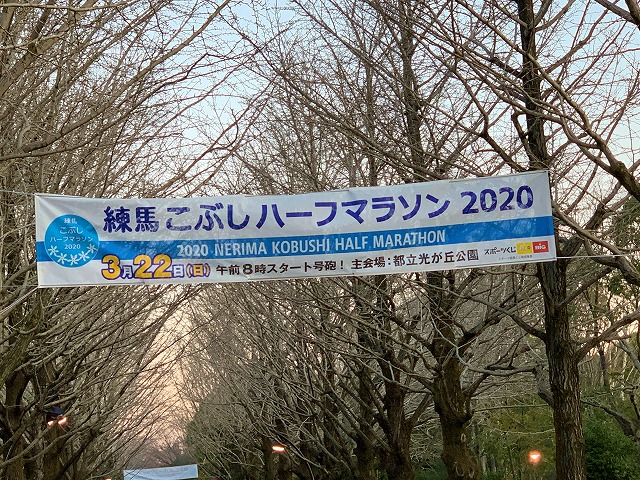 練馬こぶしハーフマラソン 2020
練馬
こぶし
ハーフマラソン
2020
2020 NERIMA KOBUSHI HALF MARATHON
3月22日(日) 午前8時スタート号砲! 主会場:都立光が丘公園
スポーツくじ
BIG